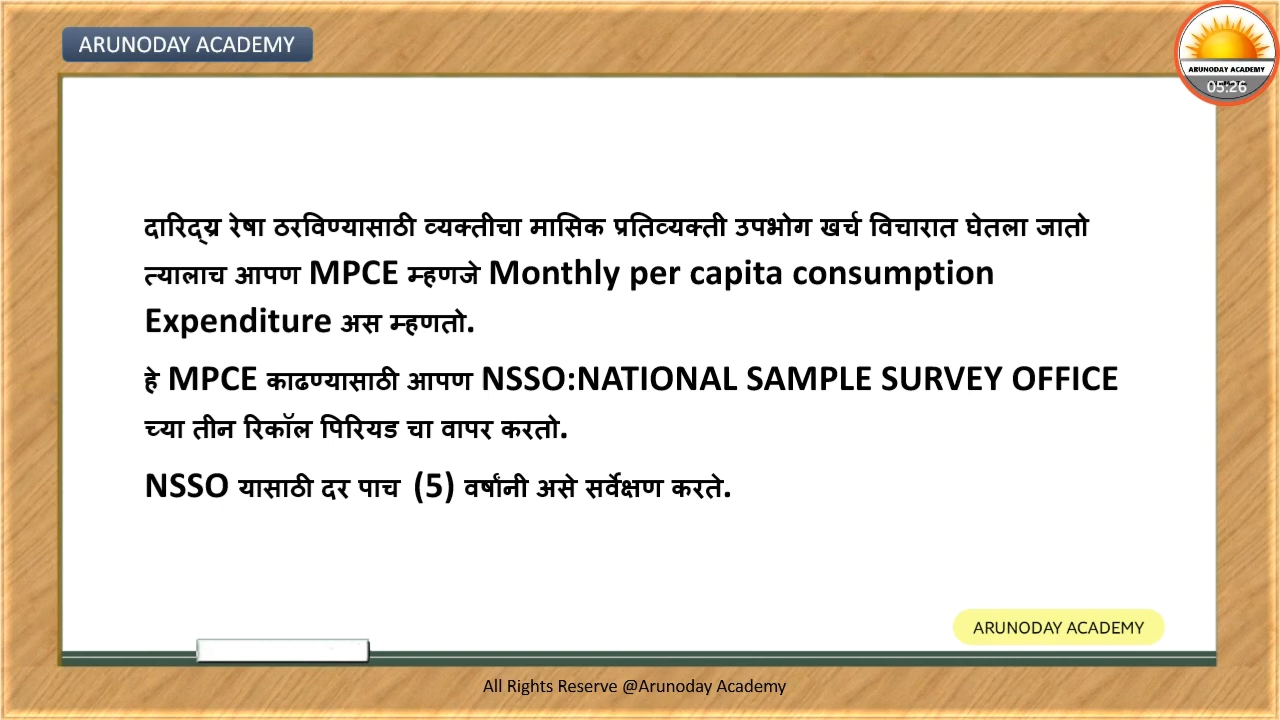 ARUNODAY ACADEMY
ARUNODAY ACADEMY
05:26
दारिद्य्र रेषा ठरविण्यासाठी व्यक्तीचा मासिक प्रतिव्यक्ती उपभोग खर्च विचारात घेतला जातो
त्यालाच आपण MPCE म्हणजे Monthly per capita consumption
Expenditure अस म्हणतो.
हे MPCE काढण्यासाठी आपण NSSO:NATIONAL SAMPLE SURVEY OFFICE
च्या तीन रिकॉल पिरियड चा वापर करतो.
NSSO यासाठी दर पाच (5) वर्षांनी असे सर्वेक्षण करते.
ARUNODAY ACADEMY
All Rights Reserve @Arunoday Academy